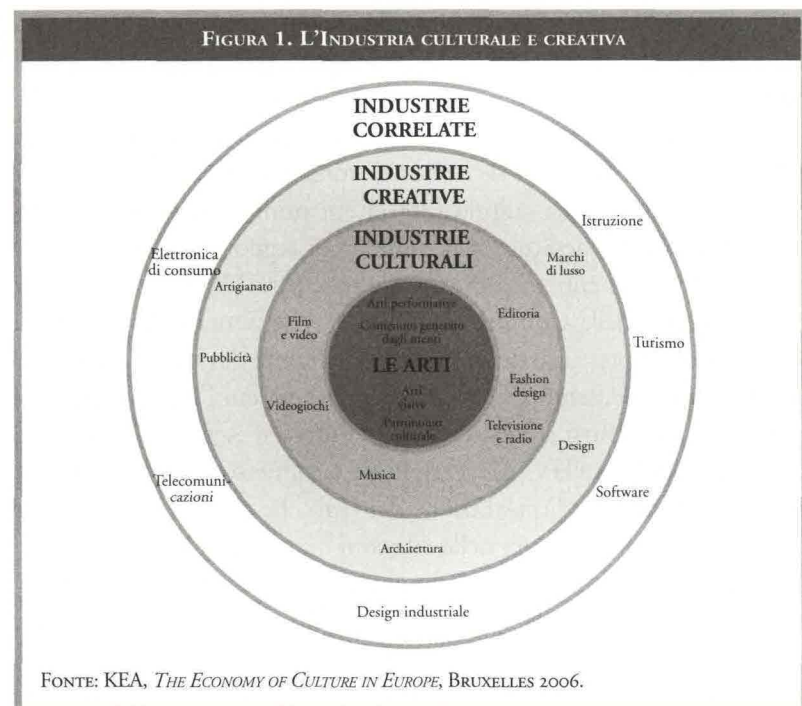 FIGURA 1. L'INDUSTRIA CULTURALE E CREATIVA
INDUSTRIE
CORRELATE
INDUSTRIE
CREATIVE
INDUSTRIE
CULTURALI
Istruzione
Elettronica
di consumo
Marchi
di lusso
Artigianato
Arti performative
Editoria
Film
e video
Contenuto generato
dagli utenti
Turismo
Pubblicità
LE ARTI
Fashion
design
Arti
visive
Videogiochi
Patrimonio
culturale
Televisione
e radio
Design
Musica
Telecomuni-
cazioni
Software
Architettura
Design industriale
FONTE: KEA, THE ECONOMY OF CULTURE IN EUROPE, BRUXELLES 2006.